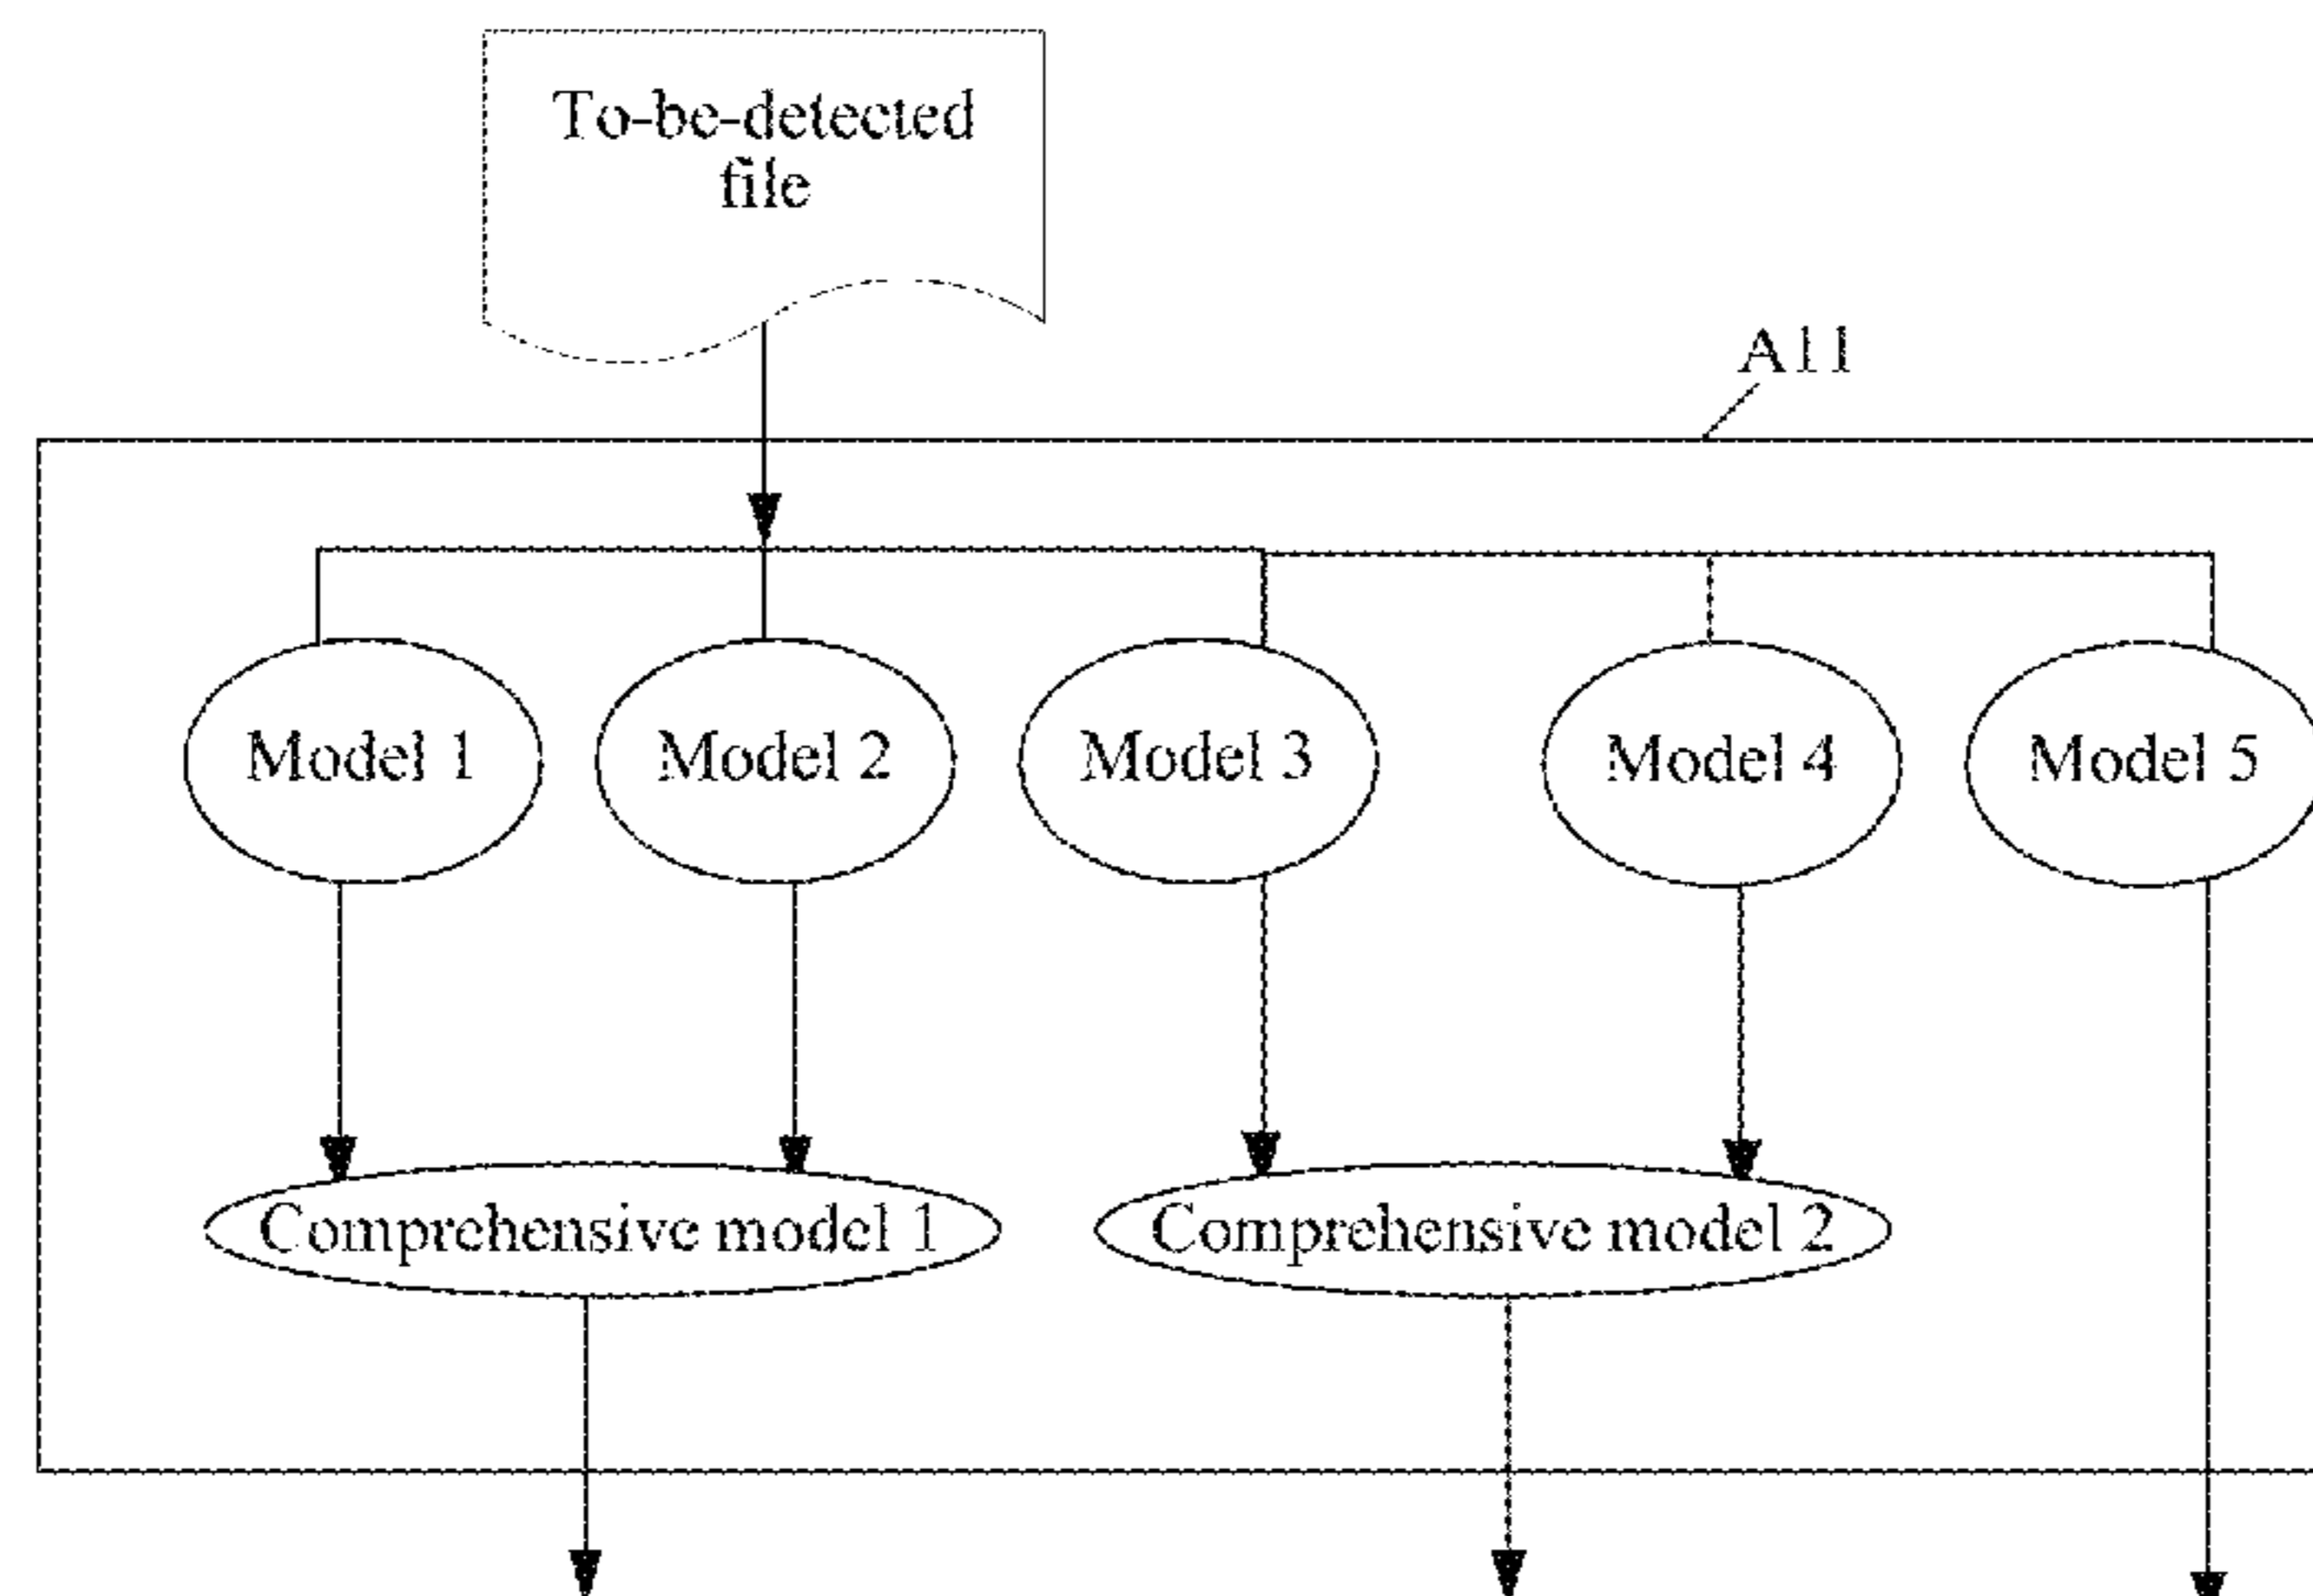 To-be-detected
file
A11
Model 1
Model 2
Model 3
Model 4
Model 5
Comprehensive model 1
Comprehensive model 2